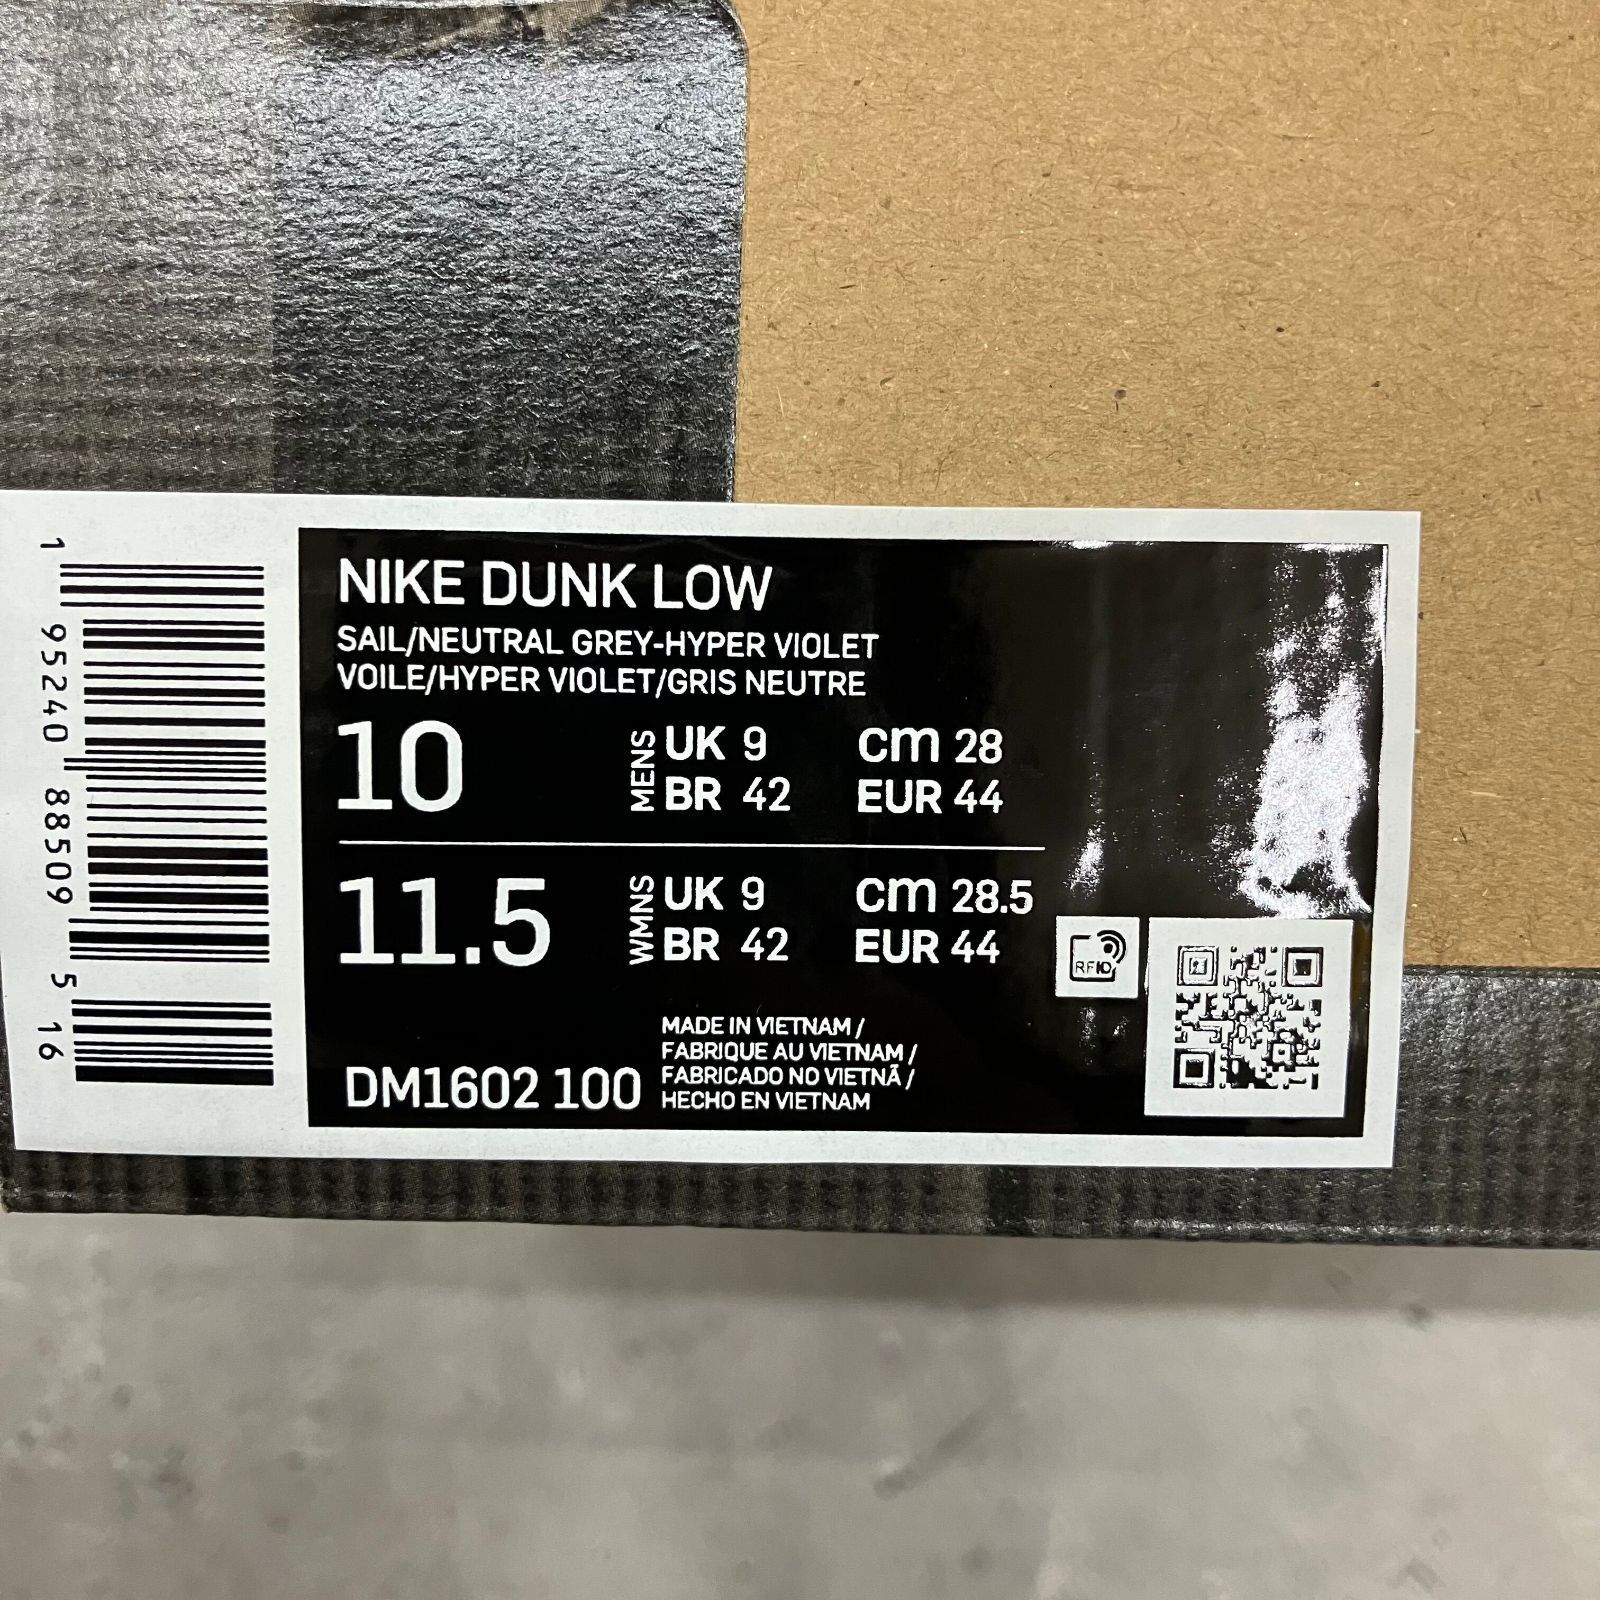 NIKE DUNK LOW
SAIL/NEUTRAL GREY-HYPER VIOLET
VOILE/HYPER VIOLET/GRIS NEUTRE
10 MENS UK 9 cm 28
BR 42 EUR 44
11.5 WMNS UK 9 cm 28.5
BR 42 EUR 44
RFID
DM1602 100
MADE IN VIETNAM /
FABRIQUE AU VIETNAM /
FABRICADO NO VIETNÃ /
HECHO EN VIETNAM
1 95240 88509 5 16